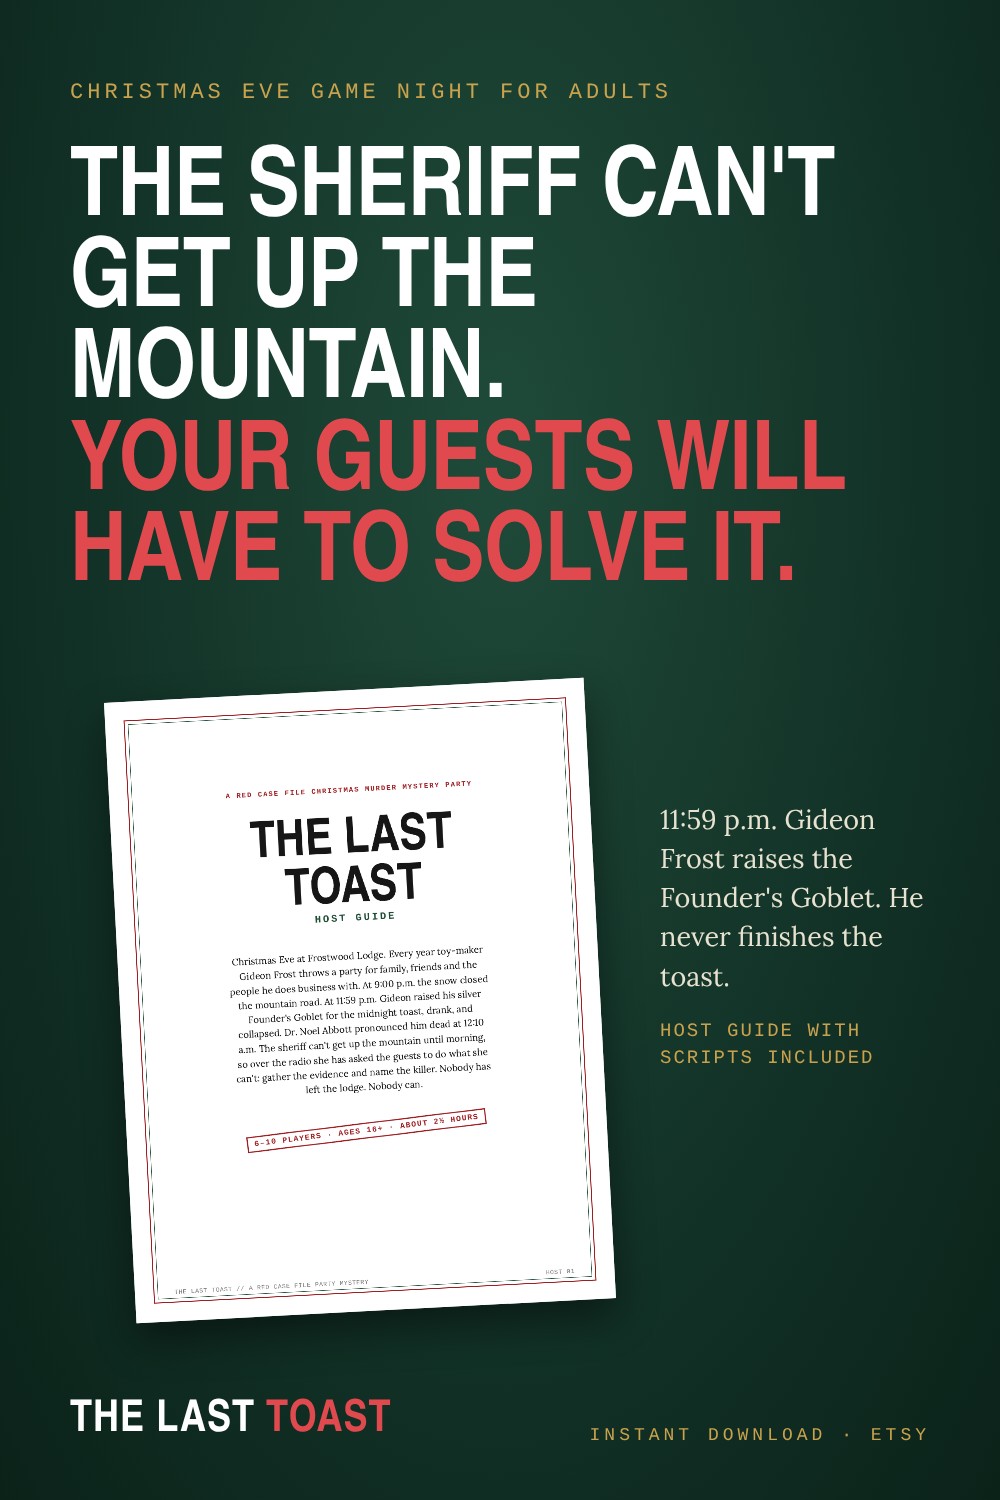 CHRISTMAS EVE GAME NIGHT FOR ADULTS
THE SHERIFF CAN'T
GET UP THE
MOUNTAIN.
YOUR GUESTS WILL
HAVE TO SOLVE IT.
A RED CASE FILE CHRISTMAS MURDER MYSTERY PARTY
THE LAST
TOAST
HOST GUIDE
Christmas Eve at Frostwood Lodge. Every year toy-maker
Gideon Frost throws a party for family, friends and the
people he does business with. At 9:00 p.m. the snow closed
the mountain road. At 11:59 p.m. Gideon raised his silver
Founder's Goblet for the midnight toast, drank, and
collapsed. Dr. Noel Abbott pronounced him dead at 12:10
a.m. The sheriff can't get up the mountain until morning,
so over the radio she has asked the guests to do what she
can't: gather the evidence and name the killer. Nobody has
left the lodge. Nobody can.
6-10 PLAYERS · AGES 16+ · ABOUT 2½ HOURS
THE LAST TOAST // A RED CASE FILE PARTY MYSTERY
HOST 01
11:59 p.m. Gideon
Frost raises the
Founder's Goblet. He
never finishes the
toast.
HOST GUIDE WITH
SCRIPTS INCLUDED
THE LAST TOAST
INSTANT DOWNLOAD · ETSY